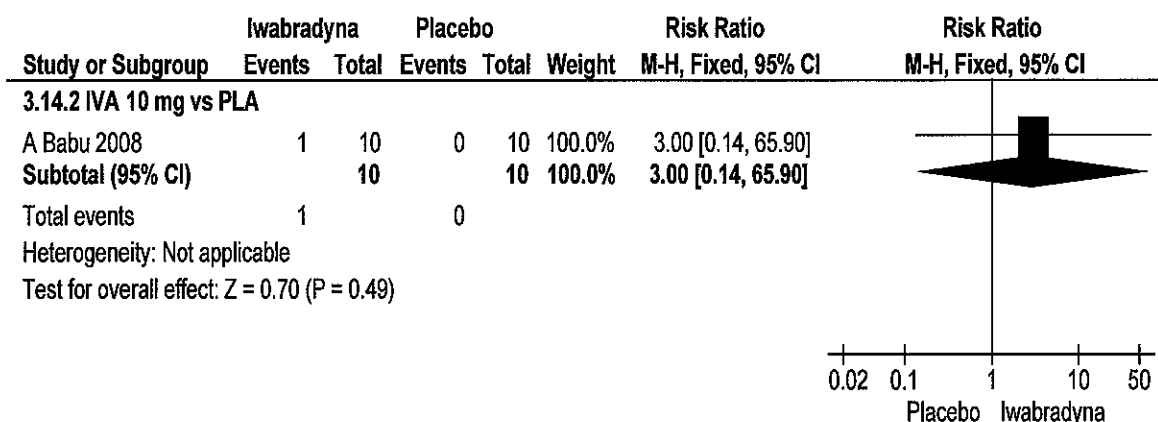 Iwabradyna Placebo Risk Ratio Risk Ratio
Study or Subgroup Events Total Events Total Weight M-H, Fixed, 95% CI M-H, Fixed, 95% CI
3.14.2 IVA 10 mg vs PLA
A Babu 2008 1 10 0 10 100.0% 3.00 [0.14, 65.90]
Subtotal (95% CI) 10 10 100.0% 3.00 [0.14, 65.90]
Total events 1 0
Heterogeneity: Not applicable
Test for overall effect: Z = 0.70 (P = 0.49)
0.02 0.1 1 10 50
Placebo Iwabradyna